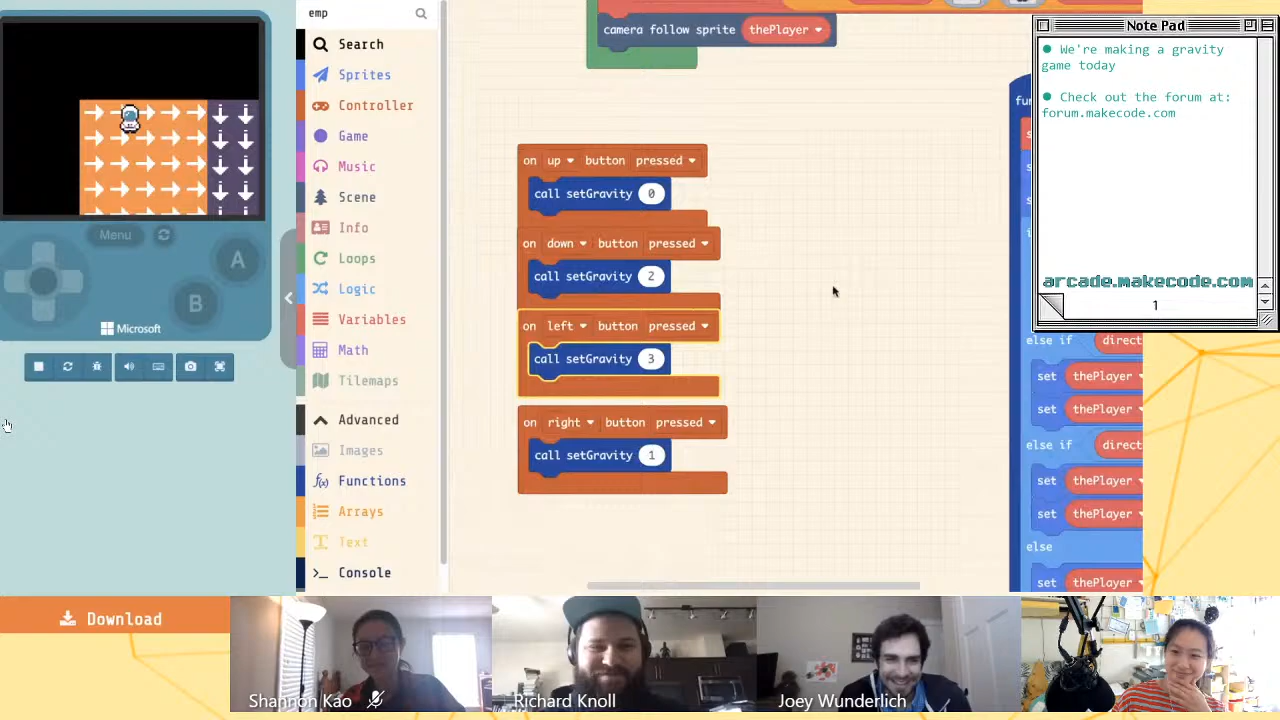 emp
Search
Sprites
Controller
Game
Music
Scene
Info
Loops
Logic
Variables
Math
Tilemaps
Advanced
Images
Functions
Arrays
Text
Console
Menu
A
B
Microsoft
Download
camera follow sprite thePlayer
on up button pressed
call setGravity 0
on down button pressed
call setGravity 2
on left button pressed
call setGravity 3
on right button pressed
call setGravity 1
else if direct
set thePlayer
set thePlayer
else if direct
set thePlayer
set thePlayer
else
set thePlayer
Note Pad
We're making a gravity
game today
Check out the forum at:
forum.makecode.com
arcade.makecode.com
1
Shannon Kao
Richard Knoll
Joey Wunderlich